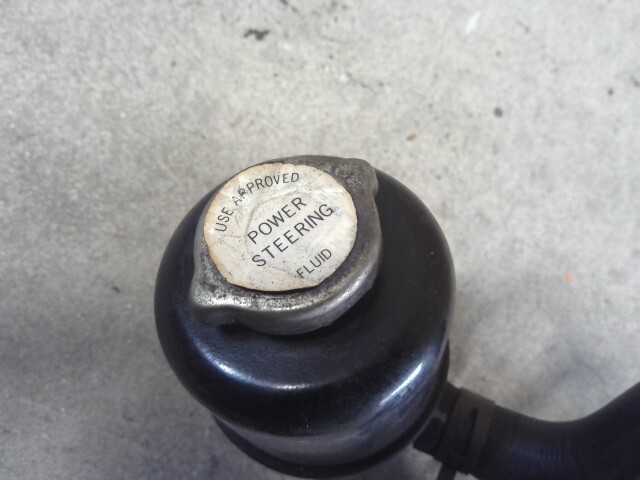 USE APPROVED
POWER
STEERING
FLUID